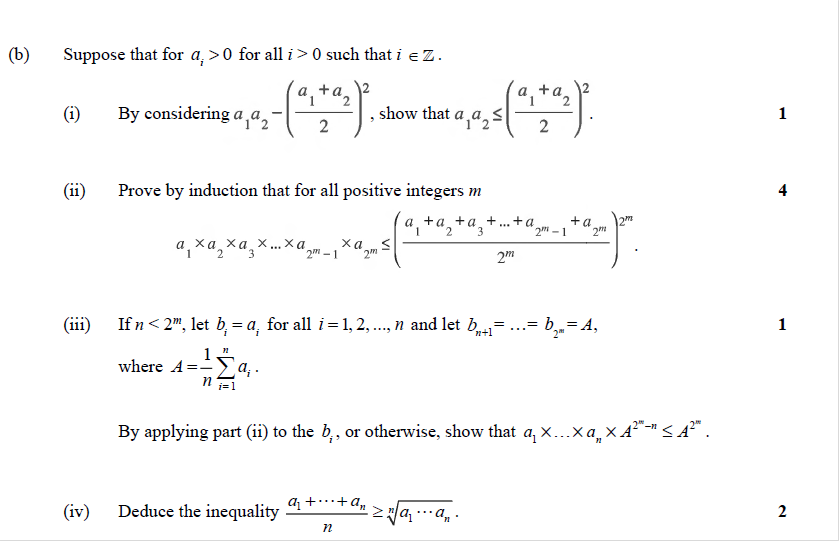 (b) Suppose that for a_i > 0 for all i > 0 such that i ∈ ℤ.
(i) By considering a_1a_2 − ((a_1 + a_2)/2)^2, show that a_1a_2 ≤ ((a_1 + a_2)/2)^2. 1
(ii) Prove by induction that for all positive integers m 4
a_1 × a_2 × a_3 × ... × a_{2^m − 1} × a_{2^m} ≤ ((a_1 + a_2 + a_3 + ... + a_{2^m − 1} + a_{2^m})/2^m)^{2^m}.
(iii) If n < 2^m, let b_i = a_i for all i = 1, 2, ..., n and let b_{n+1} = ... = b_{2^m} = A, 1
where A = (1/n) ∑_{i=1}^{n} a_i.
By applying part (ii) to the b_i, or otherwise, show that a_1 × ... × a_n × A^{2^m − n} ≤ A^{2^m}.
(iv) Deduce the inequality (a_1 + ⋯ + a_n)/n ≥ ⁿ√(a_1 ⋯ a_n). 2